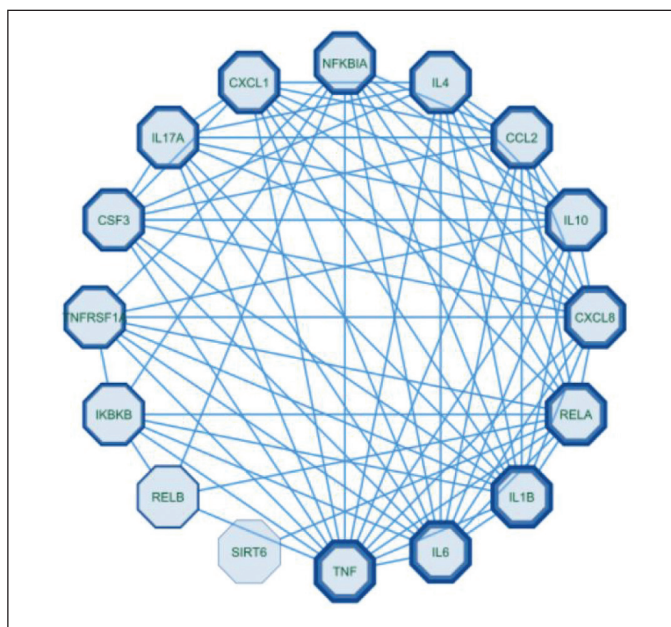 NFKBIA
CXCL1
IL4
IL17A
CCL2
CSF3
IL10
TNFRSF1A
CXCL8
IKBKB
RELA
RELB
IL1B
SIRT6
IL6
TNF